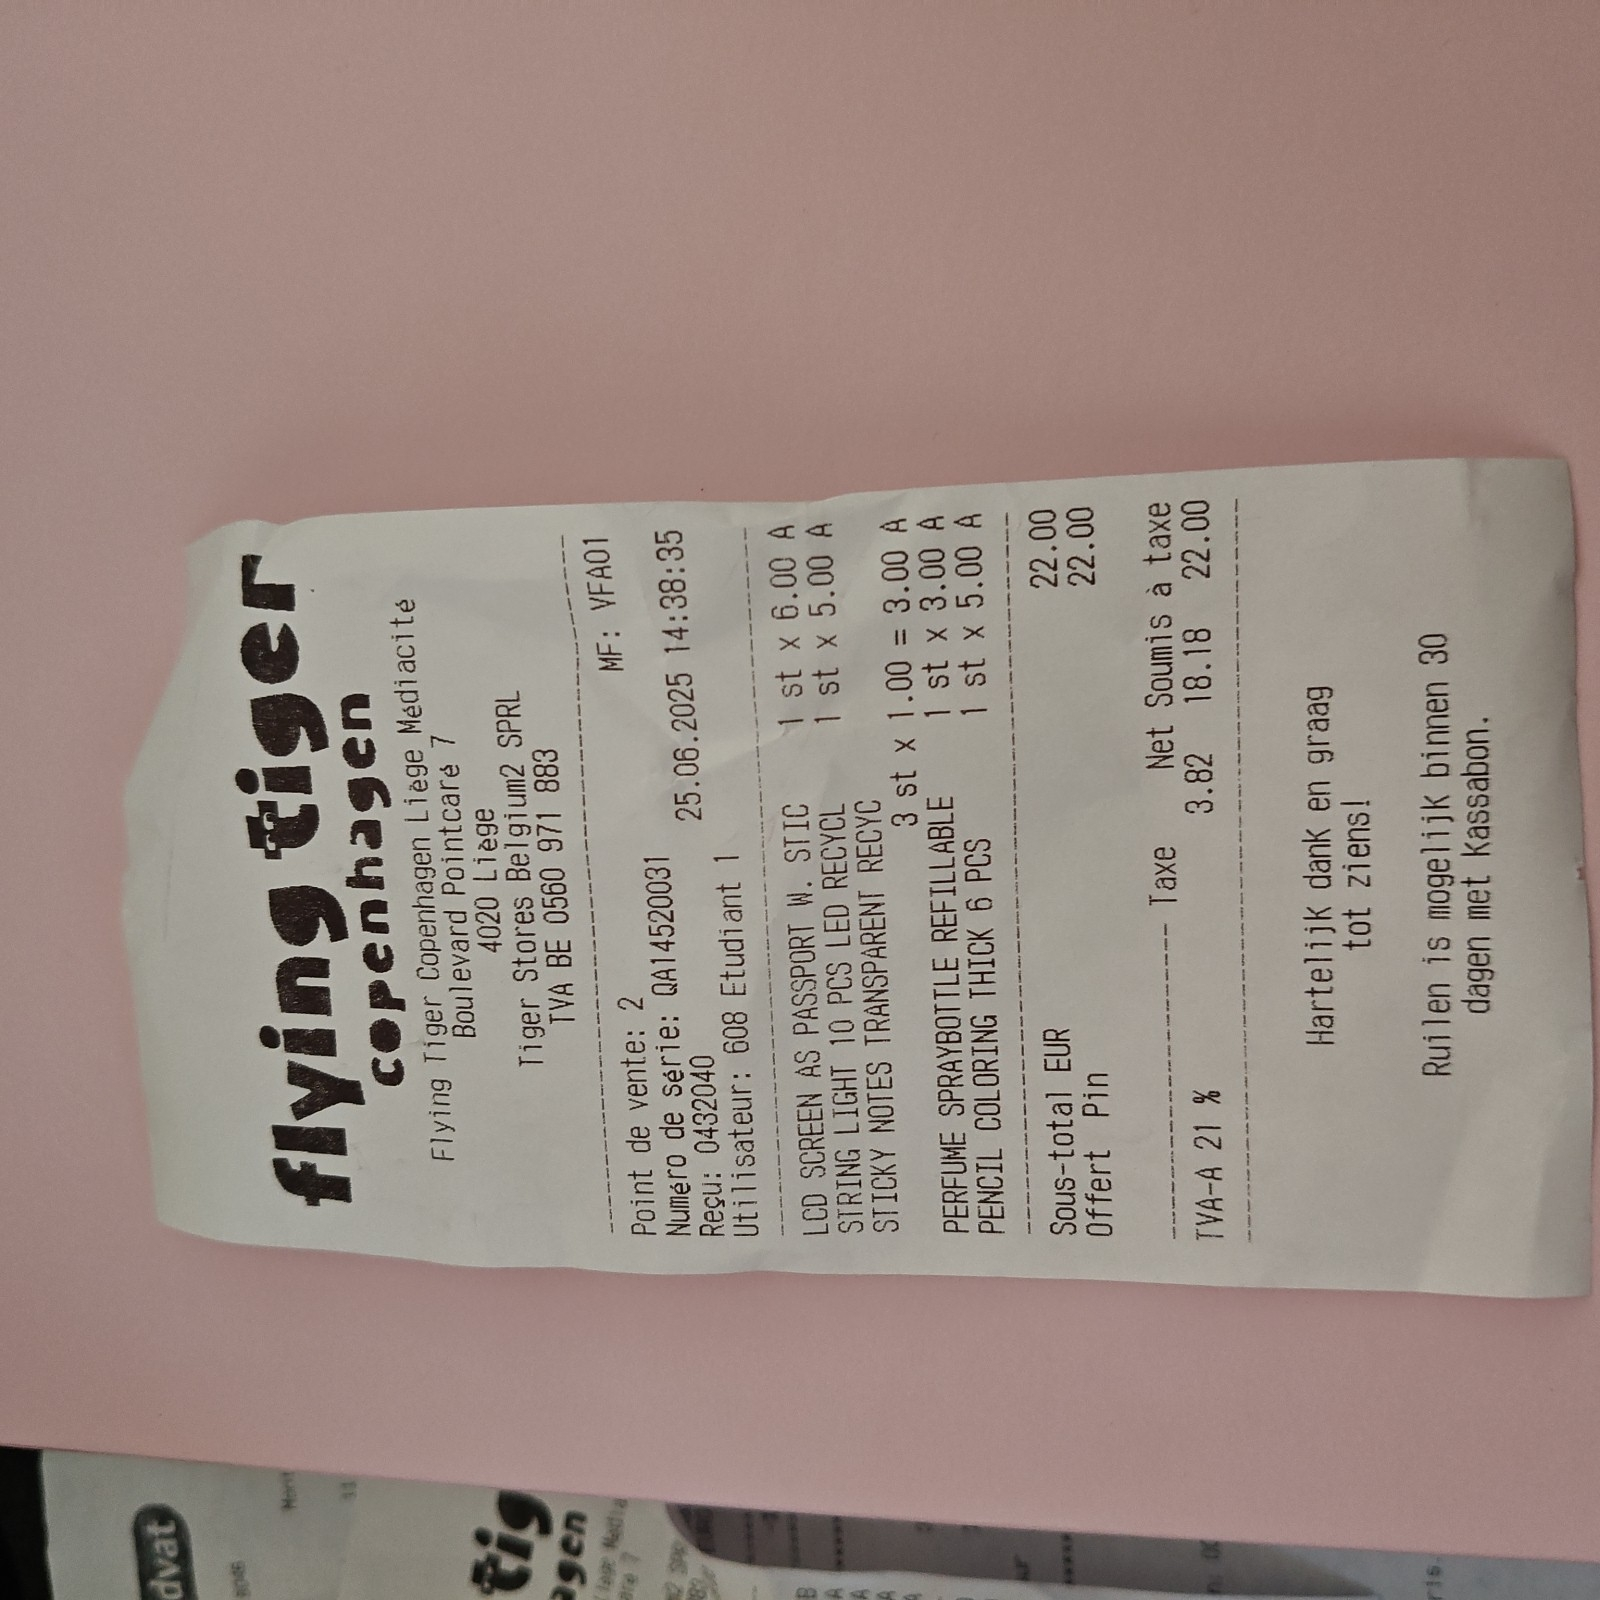 flying tiger
copenhagen
Flying Tiger Copenhagen Liège Médiacité
Boulevard Pointcaré 7
4020 Liège
Tiger Stores Belgium2 SPRL
TVA BE 0560 971 883
MF: VFA01
Point de vente: 2
Numéro de série: QA14520031
Reçu: 0432040 25.06.2025 14:38:35
Utilisateur: 608 Etudiant 1
LCD SCREEN AS PASSPORT W. STIC 1 st x 6.00 A
STRING LIGHT 10 PCS LED RECYCL 1 st x 5.00 A
STICKY NOTES TRANSPARENT RECYC
3 st x 1.00 = 3.00 A
PERFUME SPRAYBOTTLE REFILLABLE 1 st x 3.00 A
PENCIL COLORING THICK 6 PCS 1 st x 5.00 A
Sous-total EUR 22.00
Offert Pin 22.00
Taxe Net Soumis à taxe
TVA-A 21 % 3.82 18.18 22.00
Hartelijk dank en graag
tot ziens!
Ruilen is mogelijk binnen 30
dagen met kassabon.
dvat
tig
agen